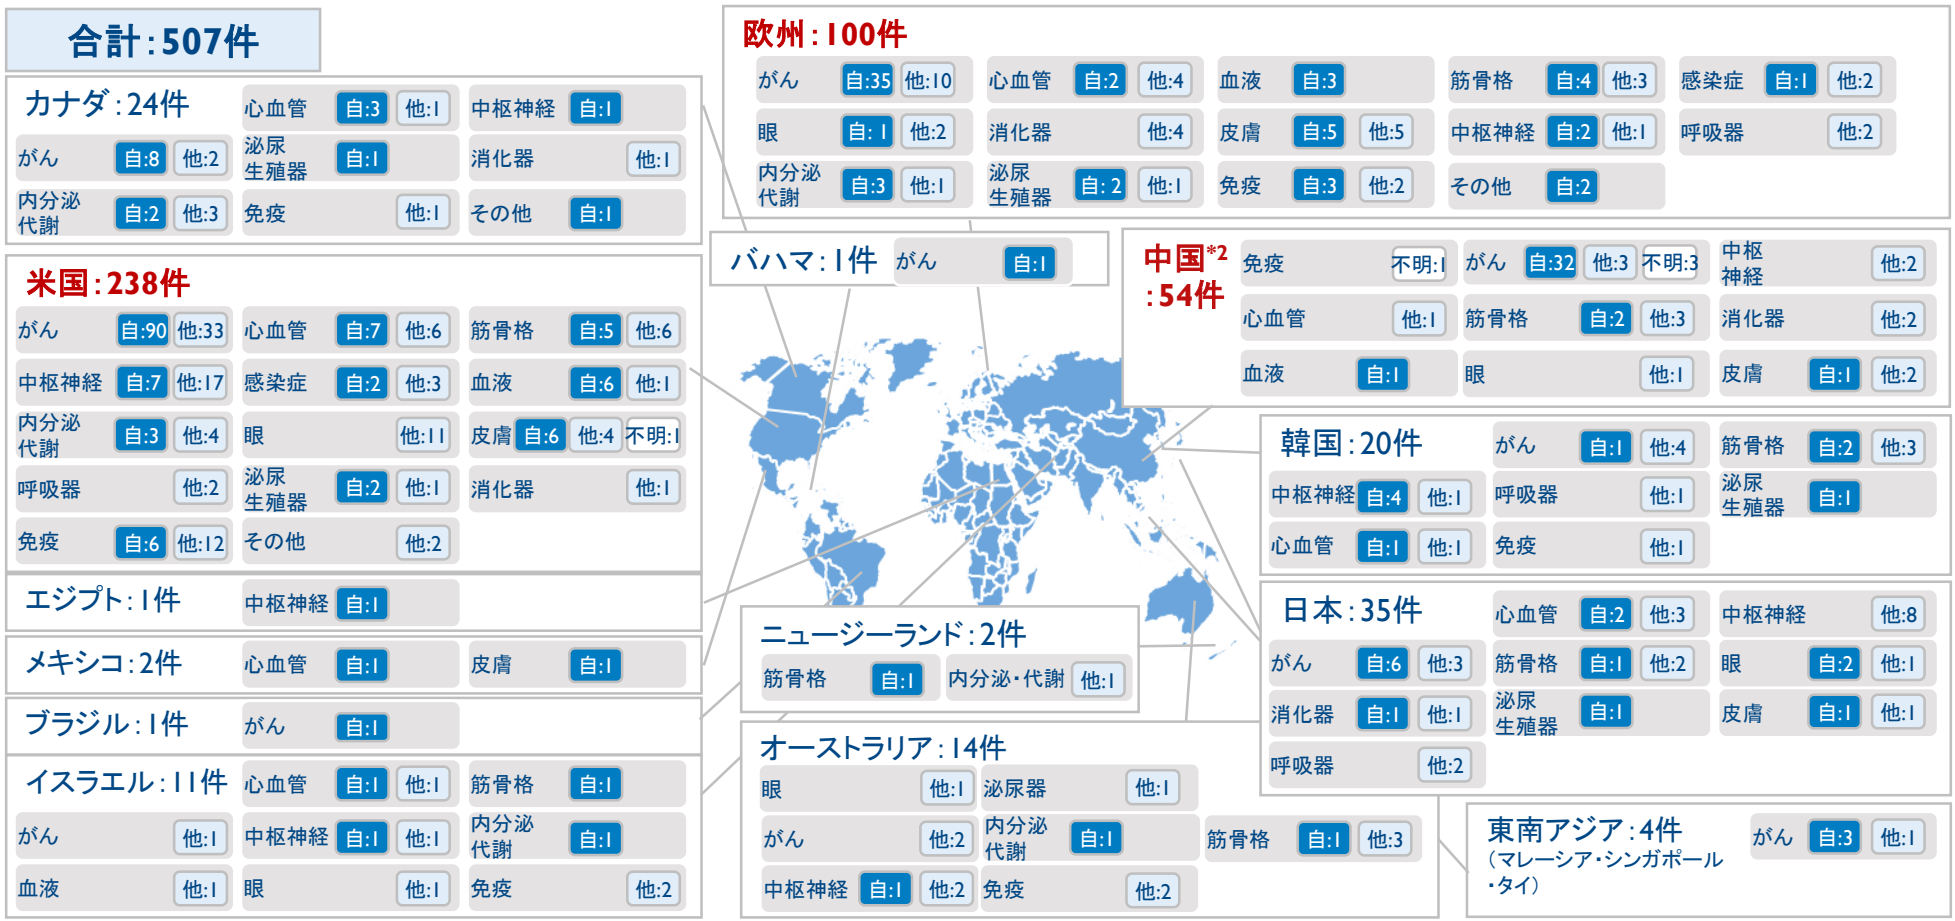 合計：507件
カナダ：24件
心血管 自:3 他:1
中枢神経 自:1
がん 自:8 他:2
泌尿
生殖器 自:1
消化器 他:1
内分泌
代謝 自:2 他:3
免疫 他:1
その他 自:1
米国：238件
がん 自:90 他:33
心血管 自:7 他:6
筋骨格 自:5 他:6
中枢神経 自:7 他:17
感染症 自:2 他:3
血液 自:6 他:1
内分泌
代謝 自:3 他:4
眼 他:11
皮膚 自:6 他:4 不明:1
呼吸器 他:2
泌尿
生殖器 自:2 他:1
消化器 他:1
免疫 自:6 他:12
その他 他:2
エジプト：1件
中枢神経 自:1
メキシコ：2件
心血管 自:1
皮膚 自:1
ブラジル：1件
がん 自:1
イスラエル：11件
心血管 自:1 他:1
筋骨格 自:1
がん 他:1
中枢神経 自:1 他:1
内分泌
代謝 自:1
血液 他:1
眼 他:1
免疫 他:2
欧州：100件
がん 自:35 他:10
心血管 自:2 他:4
血液 自:3
筋骨格 自:4 他:3
感染症 自:1 他:2
眼 自:1 他:2
消化器 他:4
皮膚 自:5 他:5
中枢神経 自:2 他:1
呼吸器 他:2
内分泌
代謝 自:3 他:1
泌尿
生殖器 自:2 他:1
免疫 自:3 他:2
その他 自:2
バハマ：1件
がん 自:1
中国*2
：54件
免疫 不明:1
がん 自:32 他:3 不明:3
中枢
神経 他:2
心血管 他:1
筋骨格 自:2 他:3
消化器 他:2
血液 自:1
眼 他:1
皮膚 自:1 他:2
韓国：20件
がん 自:1 他:4
筋骨格 自:2 他:3
中枢神経 自:4 他:1
呼吸器 他:1
泌尿
生殖器 自:1
心血管 自:1 他:1
免疫 他:1
日本：35件
心血管 自:2 他:3
中枢神経 他:8
がん 自:6 他:3
筋骨格 自:1 他:2
眼 自:2 他:1
消化器 自:1 他:1
泌尿
生殖器 自:1
皮膚 自:1 他:1
呼吸器 他:2
ニュージーランド：2件
筋骨格 自:1
内分泌・代謝 他:1
オーストラリア：14件
眼 他:1
泌尿器 他:1
がん 他:2
内分泌
代謝 自:1
筋骨格 自:1 他:3
中枢神経 自:1 他:2
免疫 他:2
東南アジア：4件
（マレーシア・シンガポール
・タイ）
がん 自:3 他:1